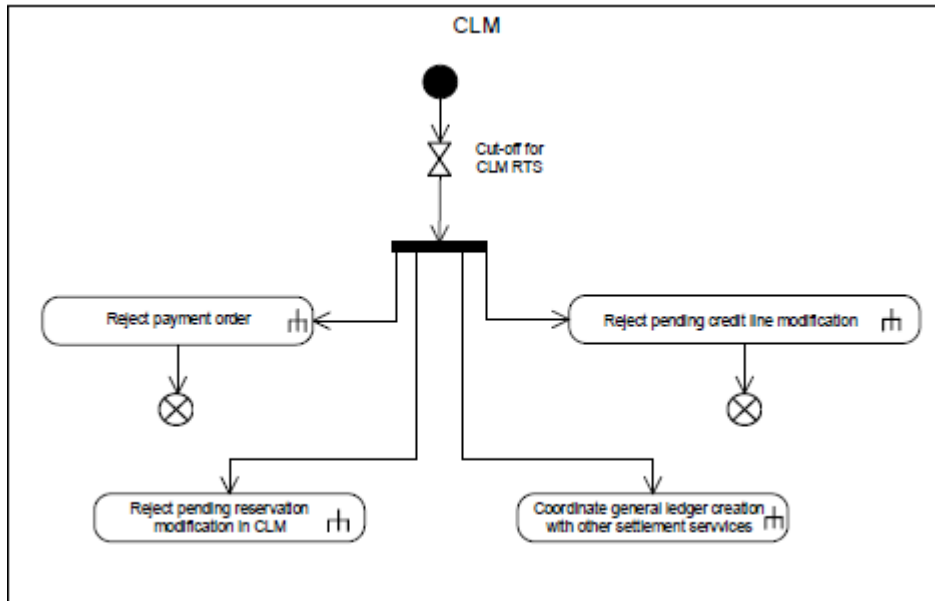 CLM
Cut-off for
CLM RTS
Reject payment order
Reject pending credit line modification
Reject pending reservation
modification in CLM
Coordinate general ledger creation
with other settlement servvices